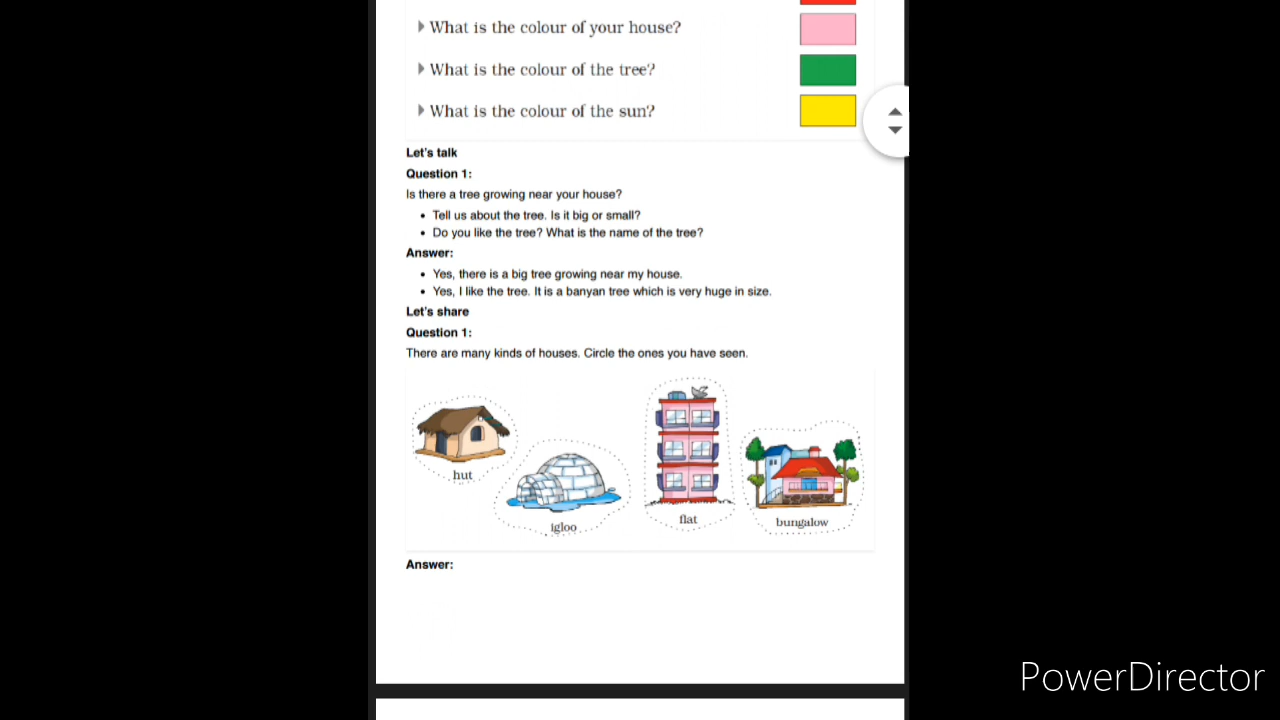 What is the colour of your house?
What is the colour of the tree?
What is the colour of the sun?
Let's talk
Question 1:
Is there a tree growing near your house?
• Tell us about the tree. Is it big or small?
• Do you like the tree? What is the name of the tree?
Answer:
• Yes, there is a big tree growing near my house.
• Yes, I like the tree. It is a banyan tree which is very huge in size.
Let's share
Question 1:
There are many kinds of houses. Circle the ones you have seen.
hut
igloo
flat
bungalow
Answer:
PowerDirector